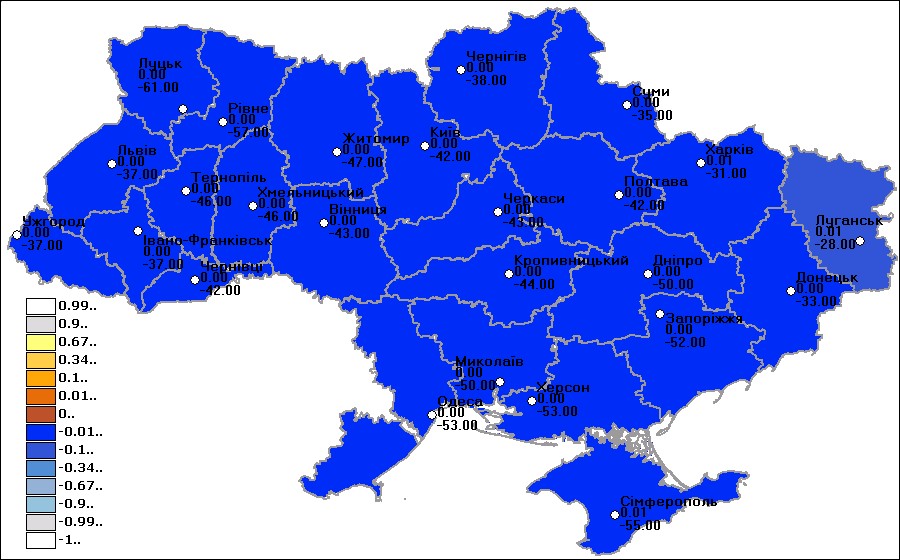 Луцьк
0.00
-61.00
Рівне
0.00
-57.00
Львів
0.00
-37.00
Тернопіль
0.00
-46.00
Хмельницький
0.00
-46.00
Житомир
0.00
-47.00
Київ
0.00
-42.00
Чернігів
0.00
-38.00
Суми
0.00
-35.00
Харків
0.01
-31.00
Полтава
0.00
-42.00
Черкаси
0.00
-43.00
Вінниця
0.00
-43.00
Ужгород
0.00
-37.00
Івано-Франківськ
0.00
-37.00
Чернівці
0.00
-42.00
Кропивницький
0.00
-44.00
Дніпро
0.00
-50.00
Луганськ
0.01
-28.00
Донецьк
0.00
-33.00
Запоріжжя
0.00
-52.00
Миколаїв
0.00
-50.00
Херсон
0.00
-53.00
Одеса
0.00
-53.00
Сімферополь
0.01
-55.00
0.99..
0.9..
0.67..
0.34..
0.1..
0.01..
0..
-0.01..
-0.1..
-0.34..
-0.67..
-0.9..
-0.99..
-1..